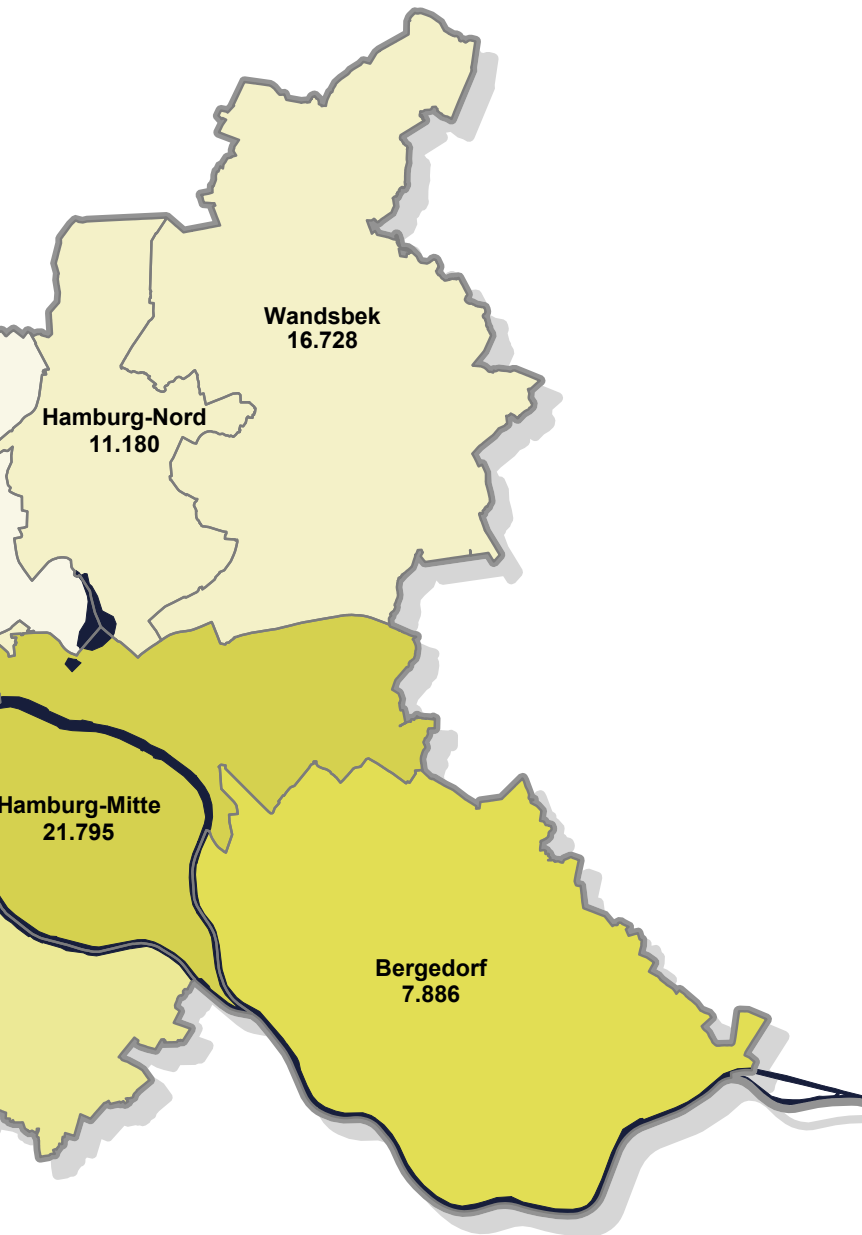 Wandsbek
16.728
Hamburg-Nord
11.180
Hamburg-Mitte
21.795
Bergedorf
7.886